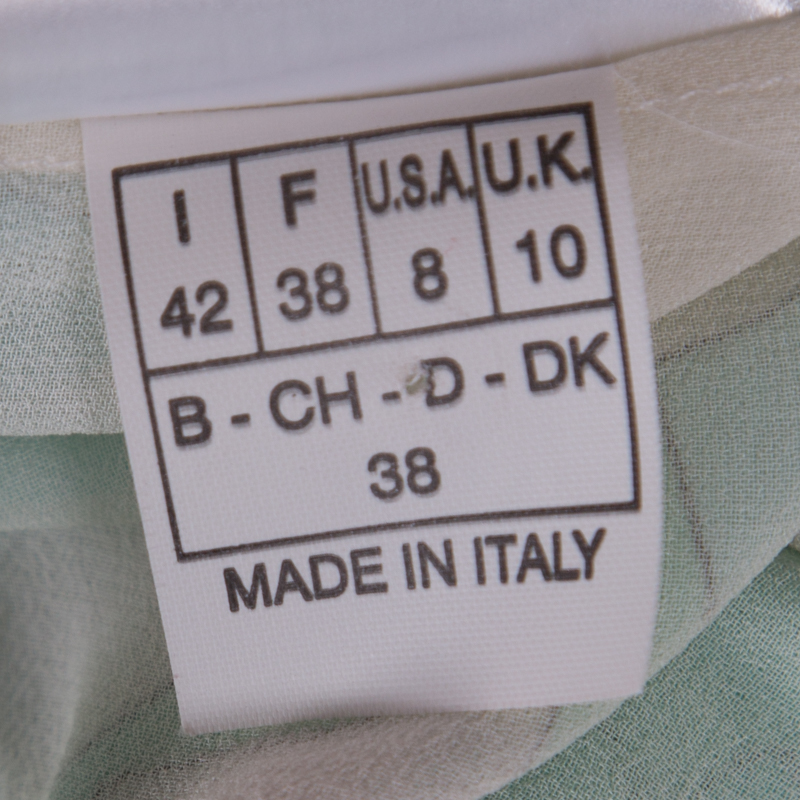 I F U.S.A. U.K.
42 38 8 10
B - CH - D - DK
38
MADE IN ITALY